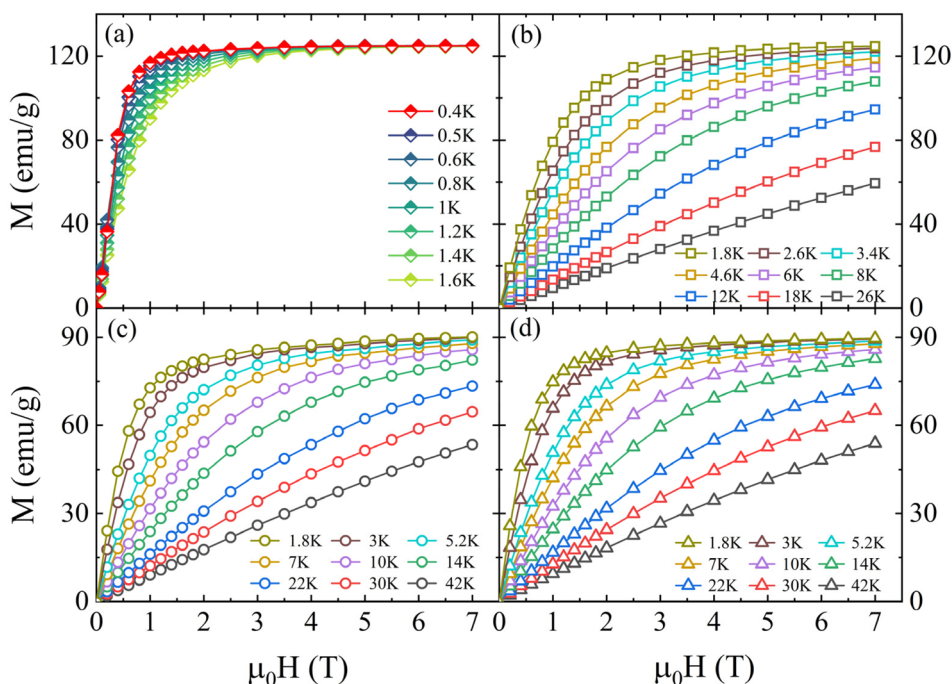 (a)
(b)
M (emu/g)
120
80
40
0
0.4K
0.5K
0.6K
0.8K
1K
1.2K
1.4K
1.6K
1.8K 2.6K 3.4K
4.6K 6K 8K
12K 18K 26K
120
80
40
0
(c)
(d)
M (emu/g)
90
60
30
0
1.8K 3K 5.2K
7K 10K 14K
22K 30K 42K
1.8K 3K 5.2K
7K 10K 14K
22K 30K 42K
90
60
30
0
0 1 2 3 4 5 6 7
0 1 2 3 4 5 6 7
μ₀H (T)
μ₀H (T)